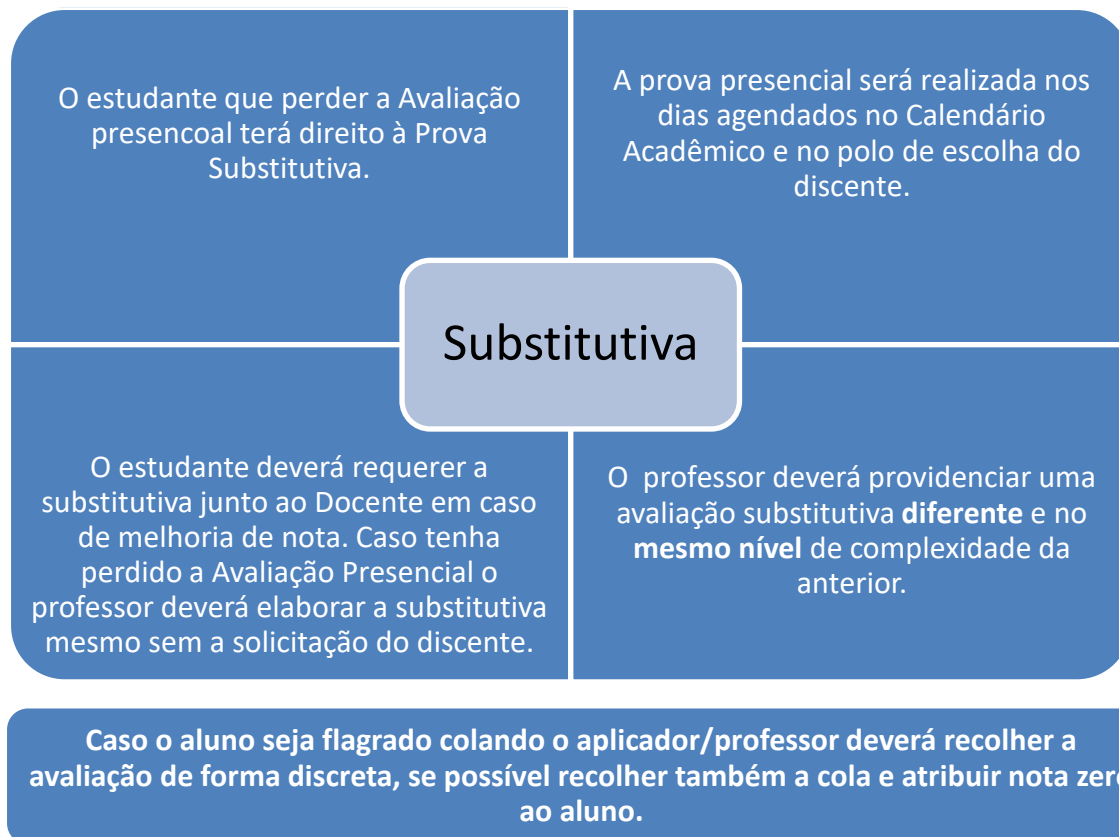 O estudante que perder a Avaliação
presencoal terá direito à Prova
Substitutiva.
A prova presencial será realizada nos
dias agendados no Calendário
Acadêmico e no polo de escolha do
discente.
Substitutiva
O estudante deverá requerer a
substitutiva junto ao Docente em caso
de melhoria de nota. Caso tenha
perdido a Avaliação Presencial o
professor deverá elaborar a substitutiva
mesmo sem a solicitação do discente.
O professor deverá providenciar uma
avaliação substitutiva diferente e no
mesmo nível de complexidade da
anterior.
Caso o aluno seja flagrado colando o aplicador/professor deverá recolher a
avaliação de forma discreta, se possível recolher também a cola e atribuir nota zero
ao aluno.